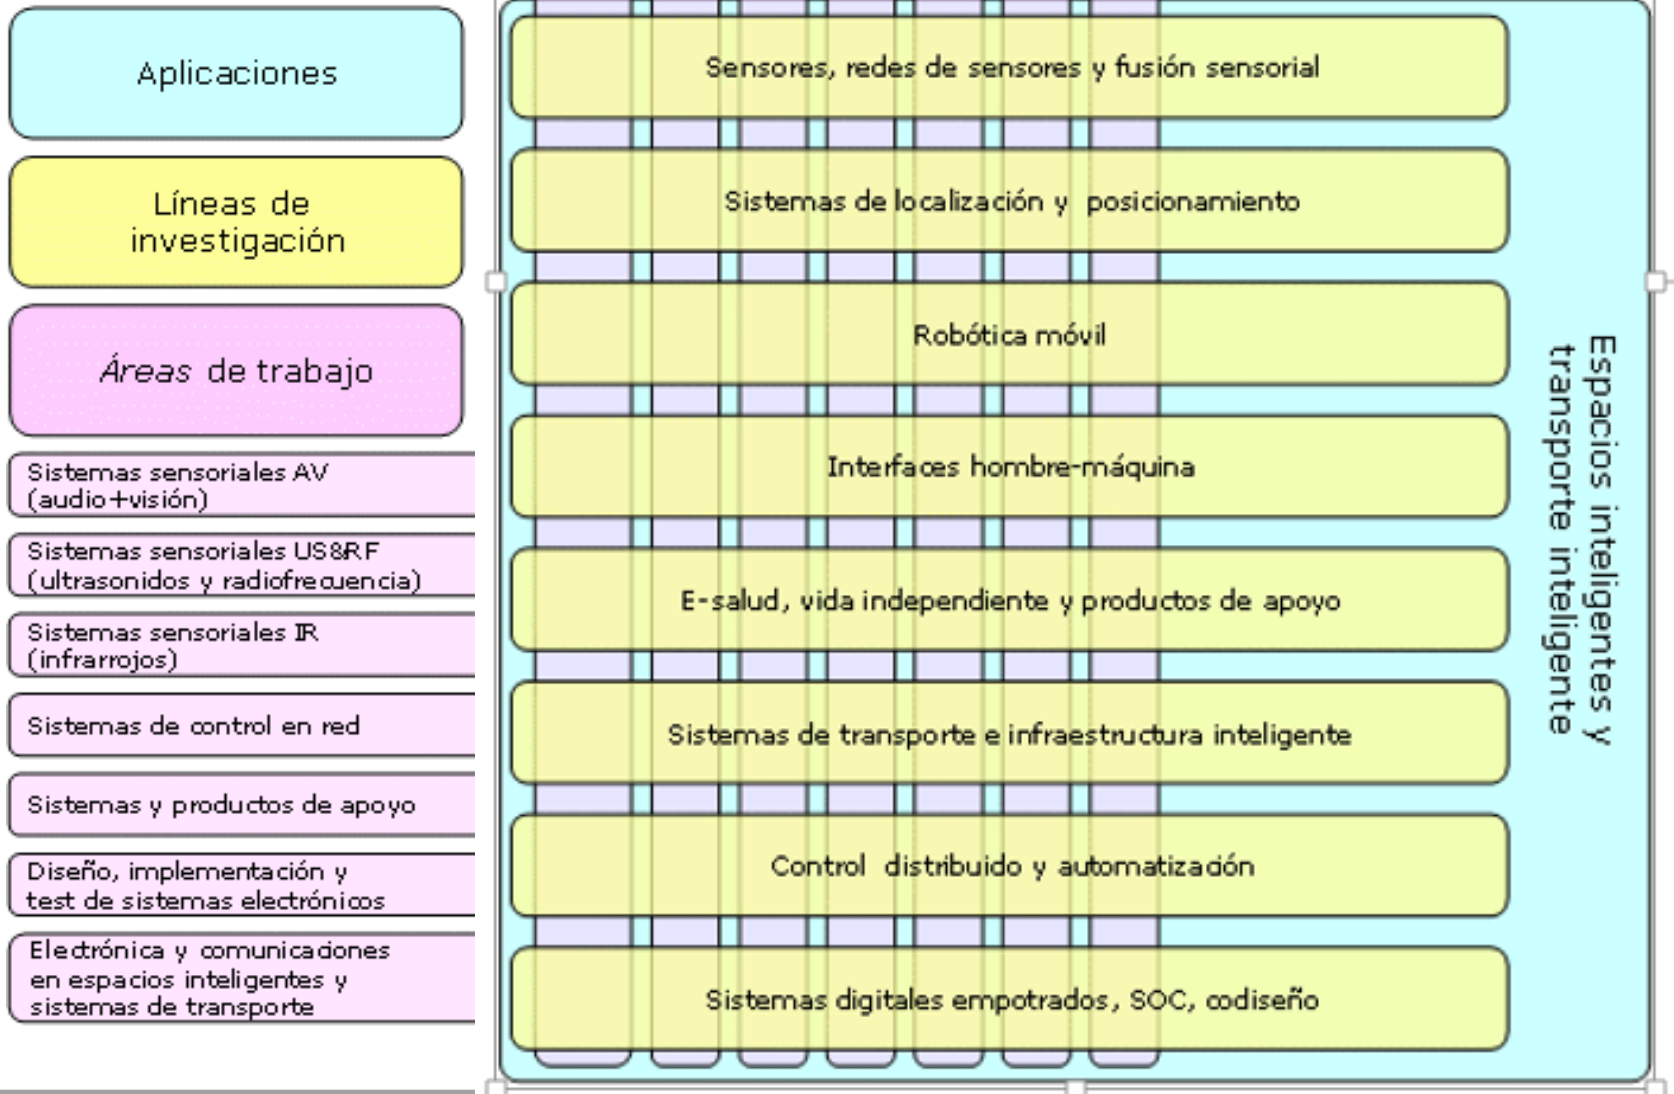 Aplicaciones
Líneas de
investigación
Áreas de trabajo
Sistemas sensoriales AV
(audio+visión)
Sistemas sensoriales US&RF
(ultrasonidos y radiofrecuencia)
Sistemas sensoriales IR
(infrarrojos)
Sistemas de control en red
Sistemas y productos de apoyo
Diseño, implementación y
test de sistemas electrónicos
Electrónica y comunicaciones
en espacios inteligentes y
sistemas de transporte
Sensores, redes de sensores y fusión sensorial
Sistemas de localización y posicionamiento
Robótica móvil
Interfaces hombre-máquina
E-salud, vida independiente y productos de apoyo
Sistemas de transporte e infraestructura inteligente
Control distribuido y automatización
Sistemas digitales empotrados, SOC, codiseño
Espacios inteligentes y
transporte inteligente